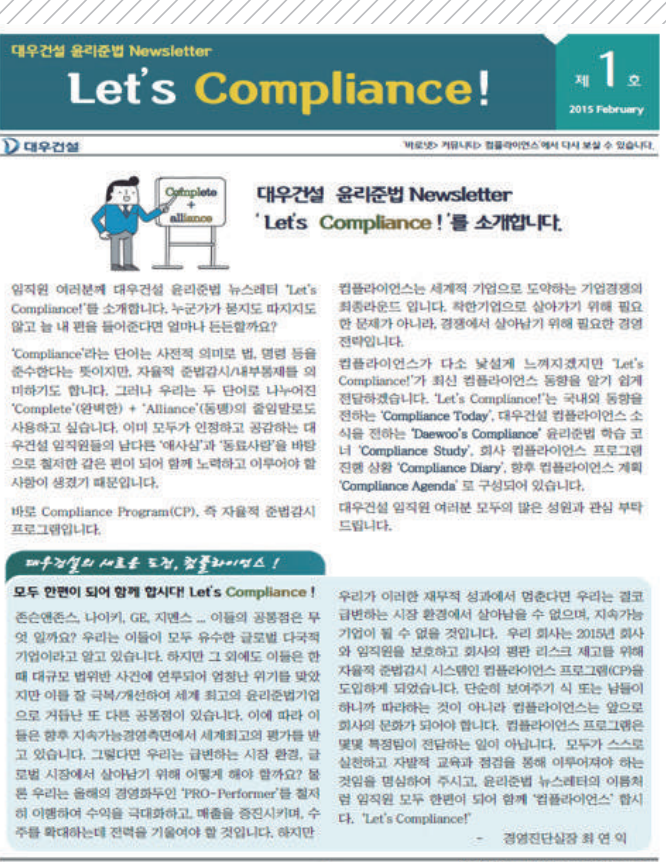 대우건설 윤리준법 Newsletter
Let's Compliance!
제 1 호
2015 February
대우건설
'바로넷> 커뮤니티> 컴플라이언스'에서 다시 보실 수 있습니다.
Complete
+
alliance
대우건설 윤리준법 Newsletter
' Let's Compliance ! '를 소개합니다.
임직원 여러분께 대우건설 윤리준법 뉴스레터 'Let's
Compliance!'를 소개합니다. 누군가가 묻지도 따지지도
않고 늘 내 편을 들어준다면 얼마나 든든할까요?
'Compliance'라는 단어는 사전적 의미로 법, 명령 등을
준수한다는 뜻이지만, 자율적 준법감시/내부통제를 의
미하기도 합니다. 그러나 우리는 두 단어로 나누어진
'Complete'(완벽한) + 'Alliance'(동맹)의 줄임말로도
사용하고 싶습니다. 이미 모두가 인정하고 공감하는 대
우건설 임직원들의 남다른 '애사심'과 '동료사랑'을 바탕
으로 철저한 같은 편이 되어 함께 노력하고 이루어야 할
사항이 생겼기 때문입니다.
바로 Compliance Program(CP), 즉 자율적 준법감시
프로그램입니다.
컴플라이언스는 세계적 기업으로 도약하는 기업경쟁의
최종라운드 입니다. 착한기업으로 살아가기 위해 필요
한 문제가 아니라, 경쟁에서 살아남기 위해 필요한 경영
전략입니다.
컴플라이언스가 다소 낯설게 느껴지겠지만 'Let's
Compliance!'가 최신 컴플라이언스 동향을 알기 쉽게
전달하겠습니다. 'Let's Compliance!'는 국내외 동향을
전하는 'Compliance Today', 대우건설 컴플라이언스 소
식을 전하는 'Daewoo's Compliance' 윤리준법 학습 코
너 'Compliance Study', 회사 컴플라이언스 프로그램
진행 상황 'Compliance Diary', 향후 컴플라이언스 계획
'Compliance Agenda' 로 구성되어 있습니다.
대우건설 임직원 여러분 모두의 많은 성원과 관심 부탁
드립니다.
대우건설의 새로운 도전, 컴플라이언스 !
모두 한편이 되어 함께 합시다! Let's Compliance !
존슨앤존스, 나이키, GE, 지멘스 ... 이들의 공통점은 무
엇 일까요? 우리는 이들이 모두 유수한 글로벌 다국적
기업이라고 알고 있습니다. 하지만 그 외에도 이들은 한
때 대규모 법위반 사건에 연루되어 엄청난 위기를 맞았
지만 이를 잘 극복/개선하여 세계 최고의 윤리준법기업
으로 거듭난 또 다른 공통점이 있습니다. 이에 따라 이
들은 향후 지속가능경영측면에서 세계최고의 평가를 받
고 있습니다. 그렇다면 우리는 급변하는 시장 환경, 글
로벌 시장에서 살아남기 위해 어떻게 해야 할까요? 물
론 우리는 올해의 경영화두인 'PRO-Performer'를 철저
히 이행하여 수익을 극대화하고, 매출을 증진시키며, 수
주를 확대하는데 전력을 기울여야 할 것입니다. 하지만
우리가 이러한 재무적 성과에서 멈춘다면 우리는 결코
급변하는 시장 환경에서 살아남을 수 없으며, 지속가능
기업이 될 수 없을 것입니다. 우리 회사는 2015년 회사
와 임직원을 보호하고 회사의 평판 리스크 제고를 위해
자율적 준법감시 시스템인 컴플라이언스 프로그램(CP)을
도입하게 되었습니다. 단순히 보여주기 식 또는 남들이
하니까 따라하는 것이 아니라 컴플라이언스는 앞으로
회사의 문화가 되어야 합니다. 컴플라이언스 프로그램은
몇몇 특정팀이 전담하는 일이 아닙니다. 모두가 스스로
실천하고 자발적 교육과 점검을 통해 이루어져야 하는
것임을 명심하여 주시고, 윤리준법 뉴스레터의 이름처
럼 임직원 모두 한편이 되어 함께 '컴플라이언스' 합시
다. 'Let's Compliance!'
- 경영진단실장 최 연 익